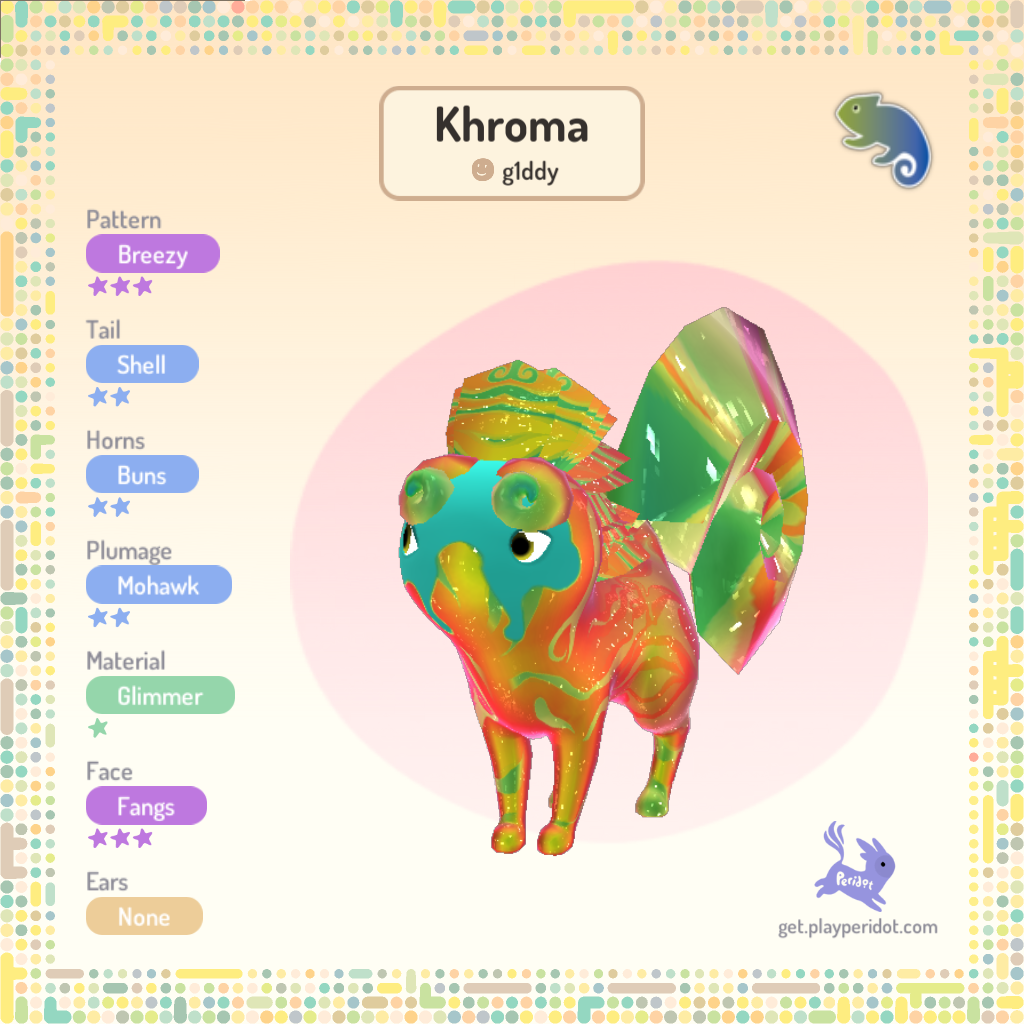 Khroma
g1ddy
Pattern
Breezy
Tail
Shell
Horns
Buns
Plumage
Mohawk
Material
Glimmer
Face
Fangs
Ears
None
Peridot
get.playperidot.com